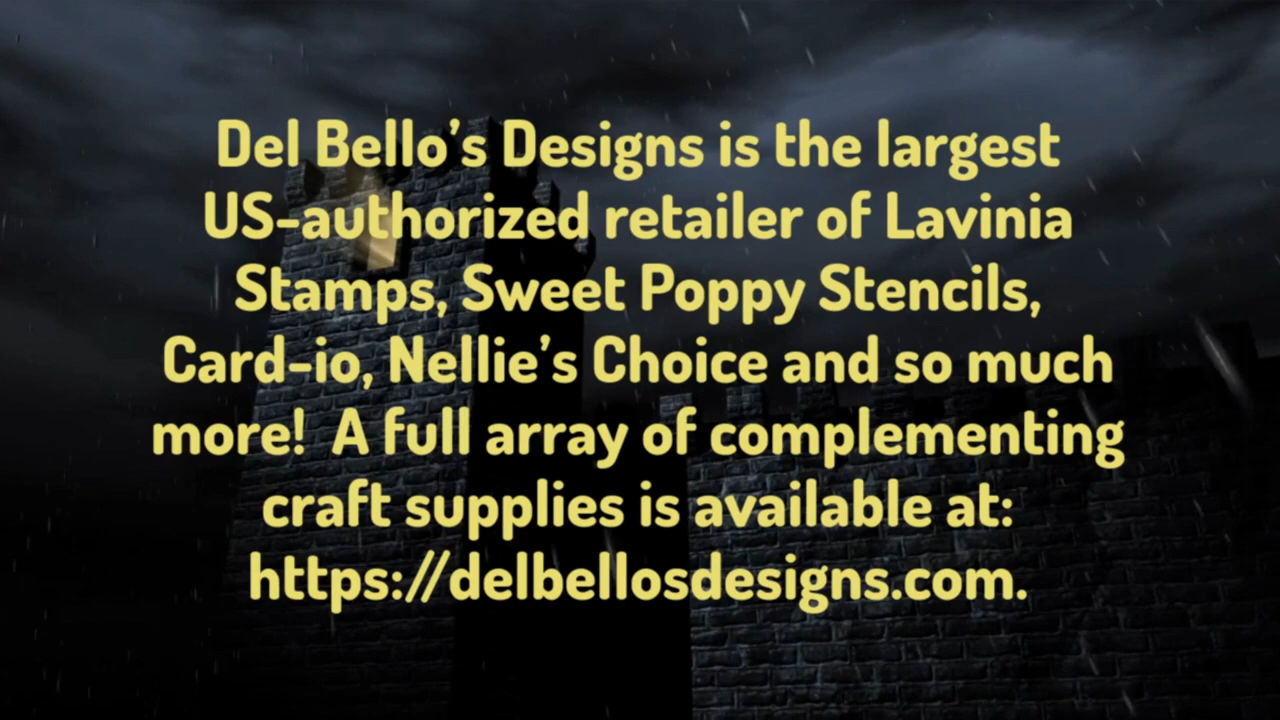 Del Bello’s Designs is the largest
US-authorized retailer of Lavinia
Stamps, Sweet Poppy Stencils,
Card-io, Nellie’s Choice and so much
more!  A full array of complementing
craft supplies is available at:
https://delbellosdesigns.com.